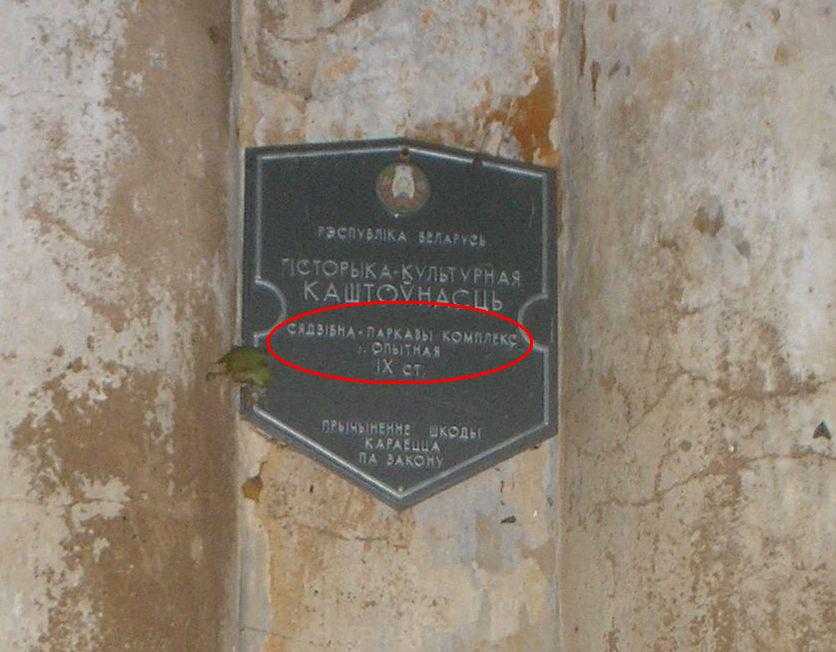 РЭСПУБЛІКА БЕЛАРУСЬ
ГІСТОРЫКА-КУЛЬТУРНАЯ
КАШТОЎНАСЦЬ
СЯДЗІБНА-ПАРКАВЫ КОМПЛЕКС
ОПЫТНАЯ
IX СТ.
ПРЫЧЫНЕННЕ ШКОДЫ
КАРАЕЦЦА
ПА ЗАКОНУ